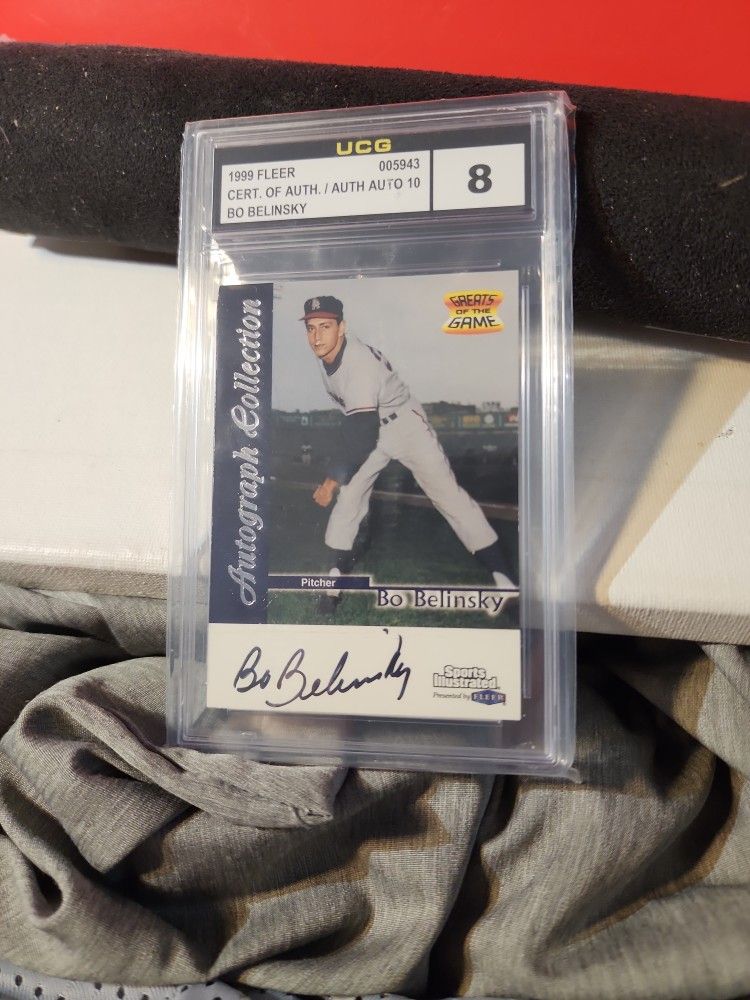 UCG
1999 FLEER 005943
CERT. OF AUTH. / AUTH AUTO 10
BO BELINSKY
8
Autograph Collection
GREATS
OF THE
GAME
A
Pitcher
Bo Belinsky
Bo Belinsky
Sports
Illustrated
Presented by FLEER